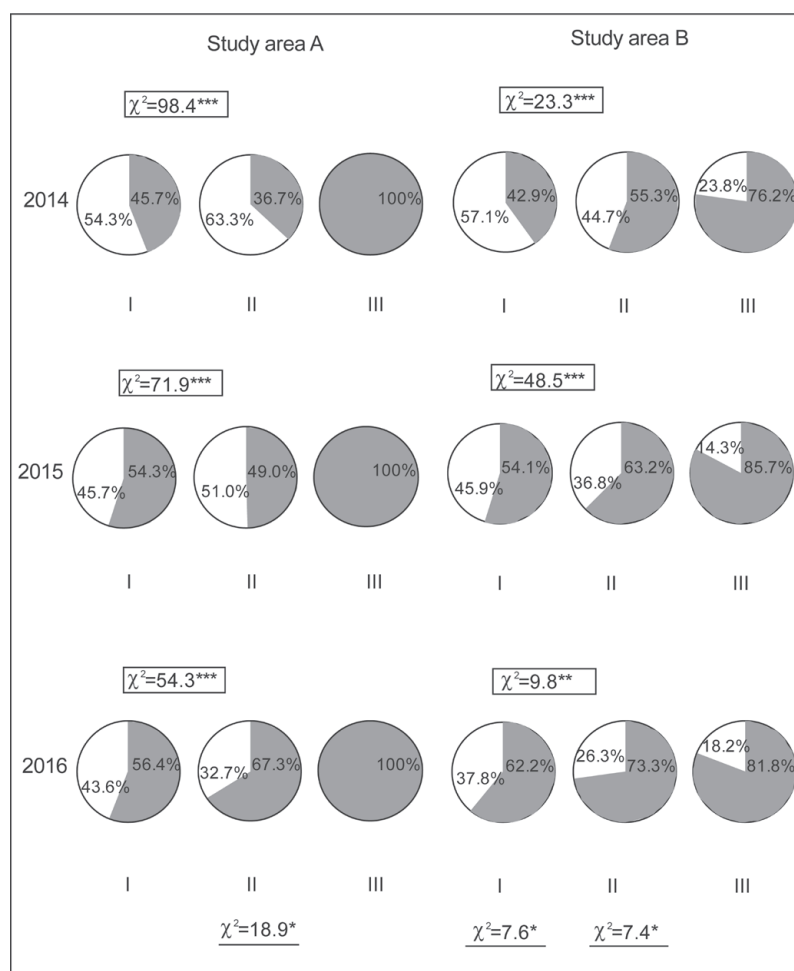 Study area A Study area B
χ²=98.4*** χ²=23.3***
2014 45.7% 54.3% 36.7% 63.3% 100% 42.9% 57.1% 55.3% 44.7% 23.8% 76.2%
I II III I II III
χ²=71.9*** χ²=48.5***
2015 54.3% 45.7% 49.0% 51.0% 100% 54.1% 45.9% 63.2% 36.8% 14.3% 85.7%
I II III I II III
χ²=54.3*** χ²=9.8**
2016 56.4% 43.6% 32.7% 67.3% 100% 62.2% 37.8% 26.3% 73.3% 18.2% 81.8%
I II III I II III
χ²=18.9* χ²=7.6* χ²=7.4*